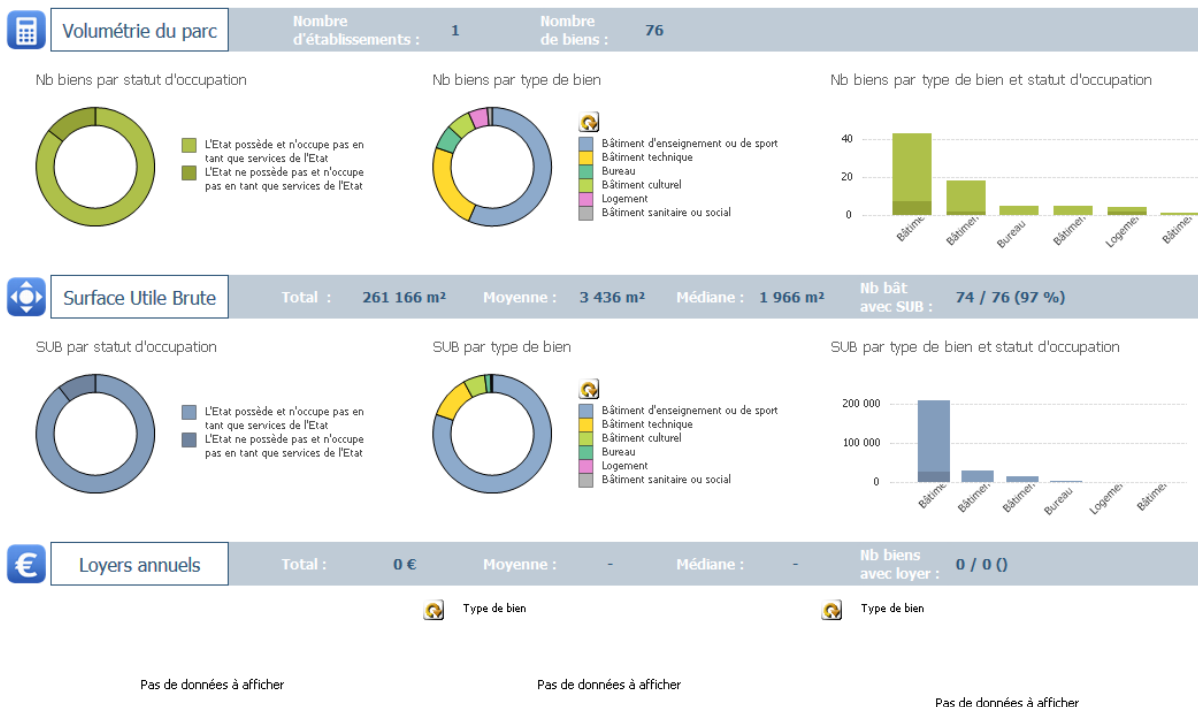 Volumétrie du parc
Nombre
d'établissements :
1
Nombre
de biens :
76
Nb biens par statut d'occupation
L'Etat possède et n'occupe pas en
tant que services de l'Etat
L'Etat ne possède pas et n'occupe
pas en tant que services de l'Etat
Nb biens par type de bien
Bâtiment d'enseignement ou de sport
Bâtiment technique
Bureau
Bâtiment culturel
Logement
Bâtiment sanitaire ou social
Nb biens par type de bien et statut d'occupation
40
20
0
Bâtime.
Bâtimen.
Bureau
Bâtimen.
Logemen
Bâtimen
Surface Utile Brute
Total :
261 166 m²
Moyenne :
3 436 m²
Médiane :
1 966 m²
Nb bât
avec SUB :
74 / 76 (97 %)
SUB par statut d'occupation
L'Etat possède et n'occupe pas en
tant que services de l'Etat
L'Etat ne possède pas et n'occupe
pas en tant que services de l'Etat
SUB par type de bien
Bâtiment d'enseignement ou de sport
Bâtiment technique
Bâtiment culturel
Bureau
Logement
Bâtiment sanitaire ou social
SUB par type de bien et statut d'occupation
200 000
100 000
0
Bâtime.
Bâtimen.
Bâtimen.
Bureau
Logemen
Bâtimen.
€
Loyers annuels
Total :
0 €
Moyenne :
-
Médiane :
-
Nb biens
avec loyer :
0 / 0 ()
Type de bien
Type de bien
Pas de données à afficher
Pas de données à afficher
Pas de données à afficher